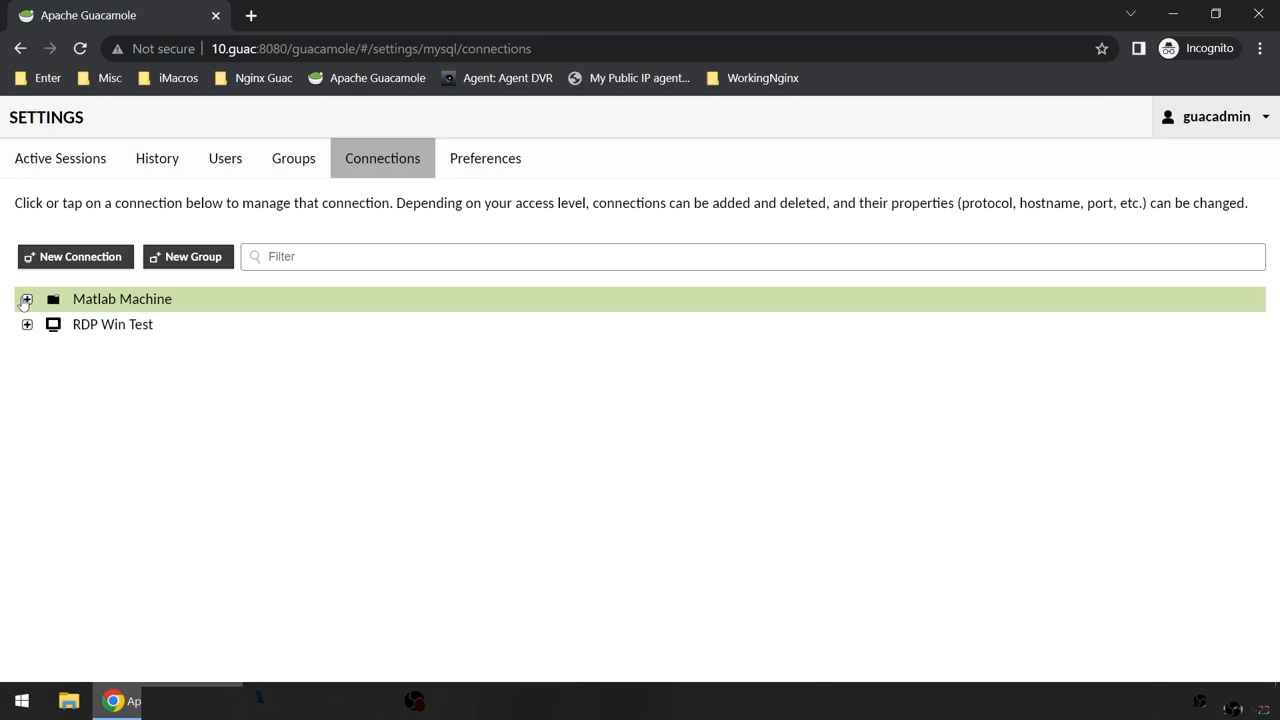 Apache Guacamole
Not secure
10.guac:8080/guacamole/#/settings/mysql/connections
Incognito
Enter
Misc
iMacros
Nginx Guac
Apache Guacamole
Agent: Agent DVR
My Public IP agent...
WorkingNginx
SETTINGS
guacadmin
Active Sessions
History
Users
Groups
Connections
Preferences
Click or tap on a connection below to manage that connection. Depending on your access level, connections can be added and deleted, and their properties (protocol, hostname, port, etc.) can be changed.
New Connection
New Group
Filter
Matlab Machine
RDP Win Test
Ap